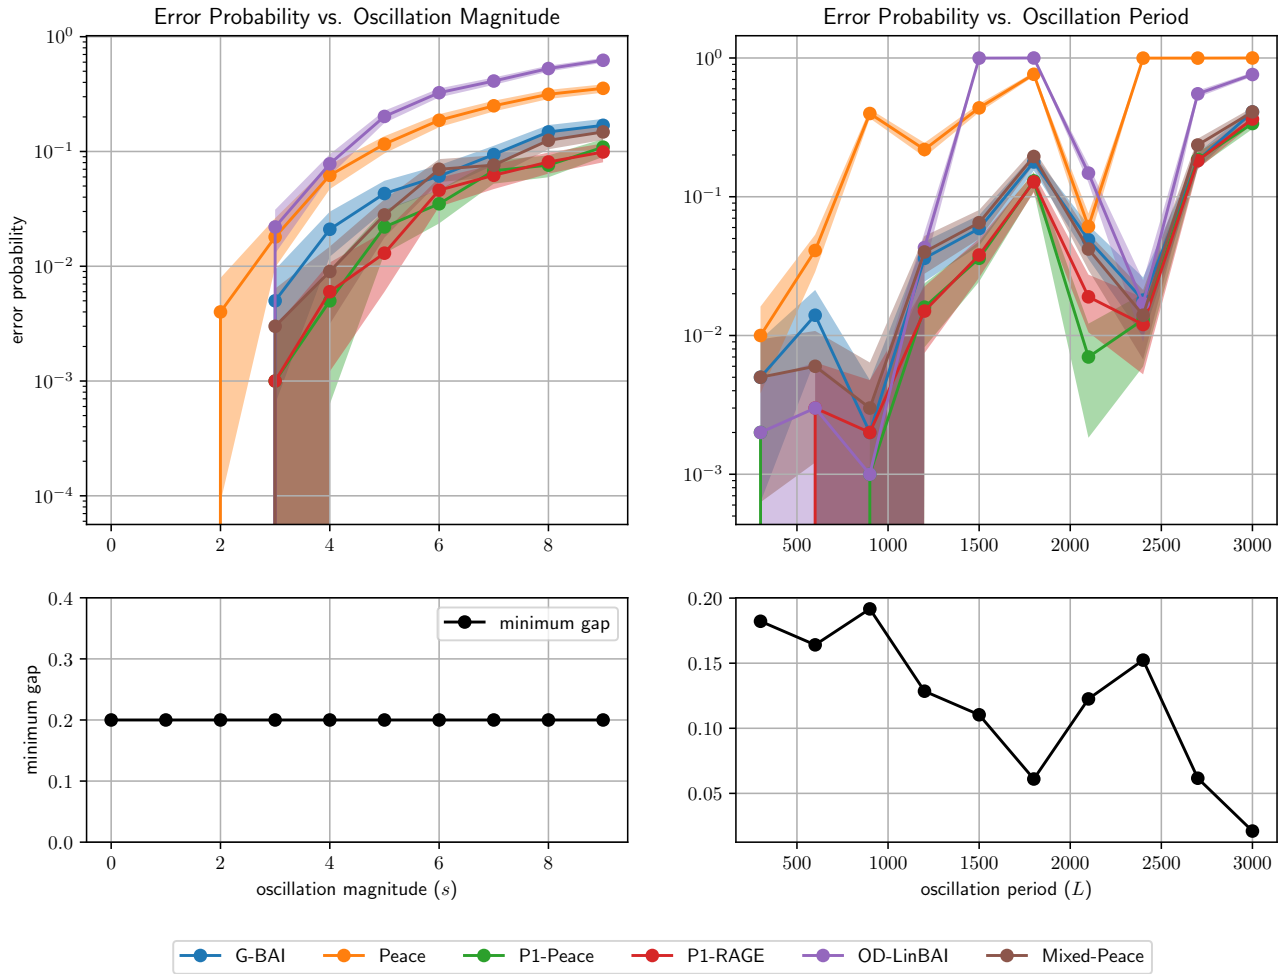 Error Probability vs. Oscillation Magnitude
error probability
10⁰
10⁻¹
10⁻²
10⁻³
10⁻⁴
0 2 4 6 8
Error Probability vs. Oscillation Period
10⁰
10⁻¹
10⁻²
10⁻³
500 1000 1500 2000 2500 3000
minimum gap
0.4
0.3
0.2
0.1
0.0
minimum gap
0 2 4 6 8
oscillation magnitude (s)
0.20
0.15
0.10
0.05
500 1000 1500 2000 2500 3000
oscillation period (L)
G-BAI Peace P1-Peace P1-RAGE OD-LinBAI Mixed-Peace